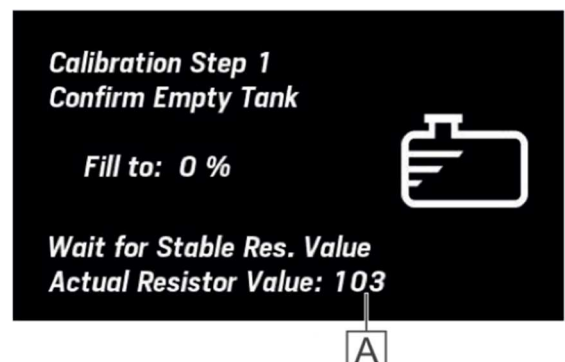 Calibration Step 1
Confirm Empty Tank
Fill to: 0 %
Wait for Stable Res. Value
Actual Resistor Value: 103
A